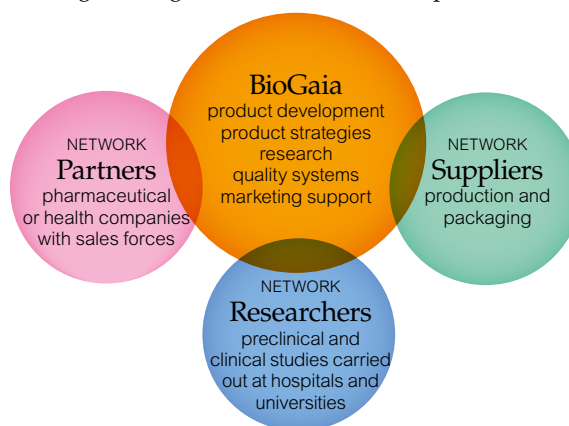 BioGaia
product development
product strategies
research
quality systems
marketing support
NETWORK
Partners
pharmaceutical
or health companies
with sales forces
NETWORK
Suppliers
production and
packaging
NETWORK
Researchers
preclinical and
clinical studies carried
out at hospitals and
universities